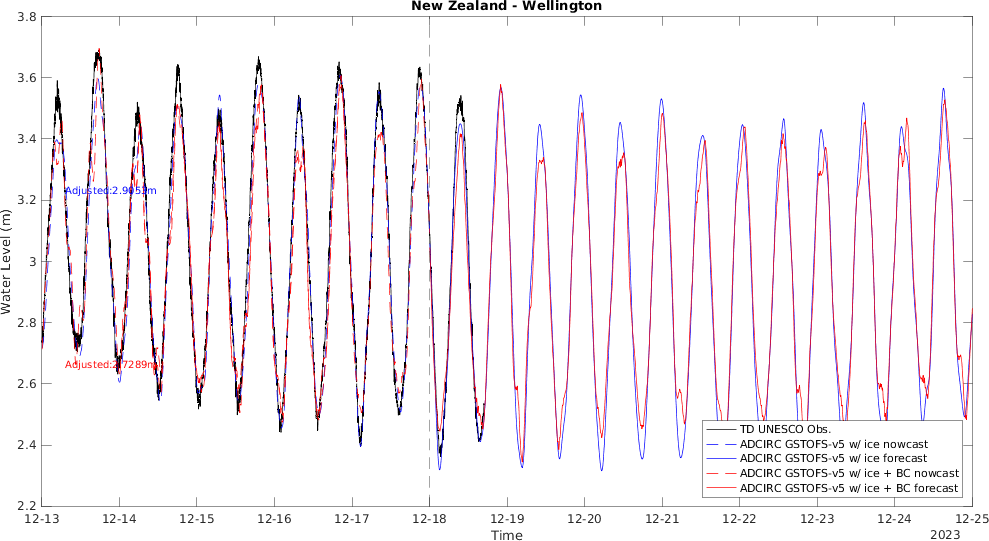 New Zealand - Wellington
3.8
3.6
3.4
3.2
3
2.8
2.6
2.4
2.2
Water Level (m)
Adjusted:2.9053m
TD UNESCO Obs.
ADCIRC GSTOFS-v5 w/ ice nowcast
ADCIRC GSTOFS-v5 w/ ice forecast
ADCIRC GSTOFS-v5 w/ ice + BC nowcast
ADCIRC GSTOFS-v5 w/ ice + BC forecast
12-13 12-14 12-15 12-16 12-17 12-18 12-19 12-20 12-21 12-22 12-23 12-24 12-25
Time
2023